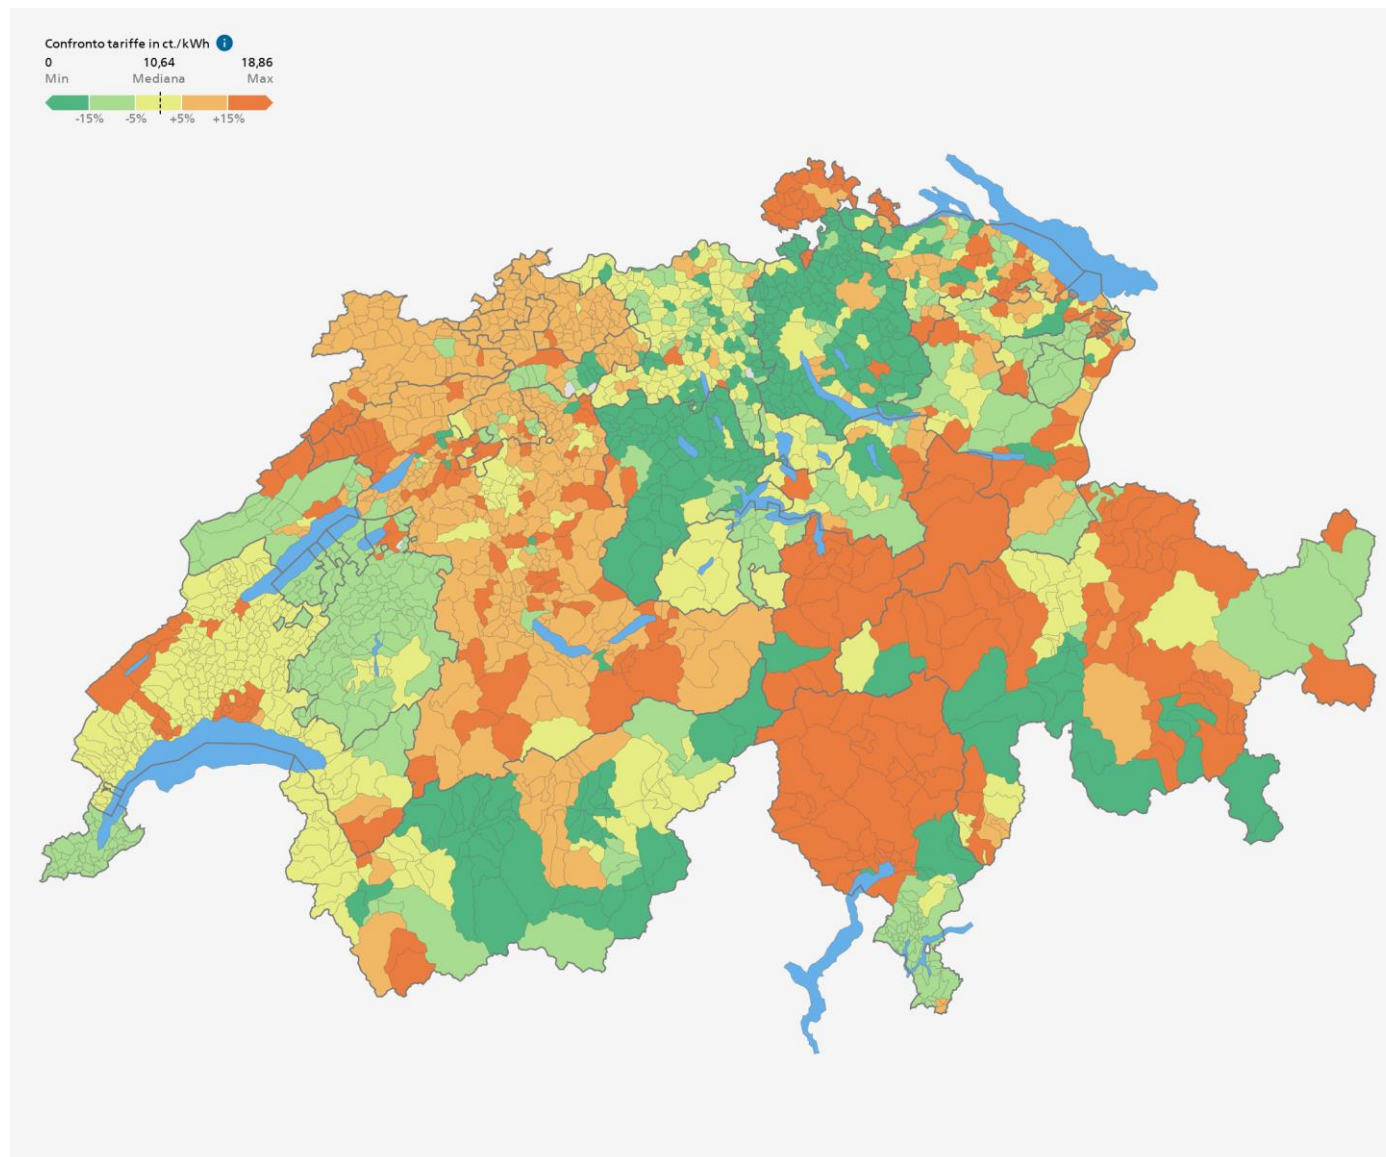 Confronto tariffe in ct./kWh i
0 10,64 18,86
Min Mediana Max
-15% -5% +5% +15%